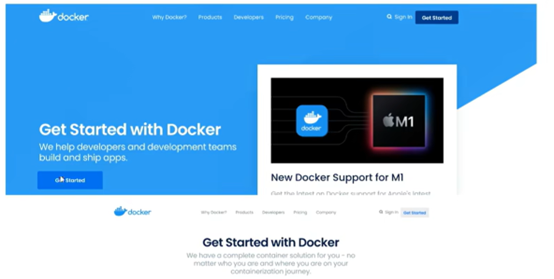 docker
Why Docker? Products Developers Pricing Company
Sign In
Get Started
docker
M1
Get Started with Docker
We help developers and development teams
build and ship apps.
Get Started
New Docker Support for M1
Get the latest on Docker support for Apple's latest
docker
Why Docker? Products Developers Pricing Company
Sign In
Get Started
Get Started with Docker
We have a complete container solution for you - no
matter who you are and where you are on your
containerization journey.